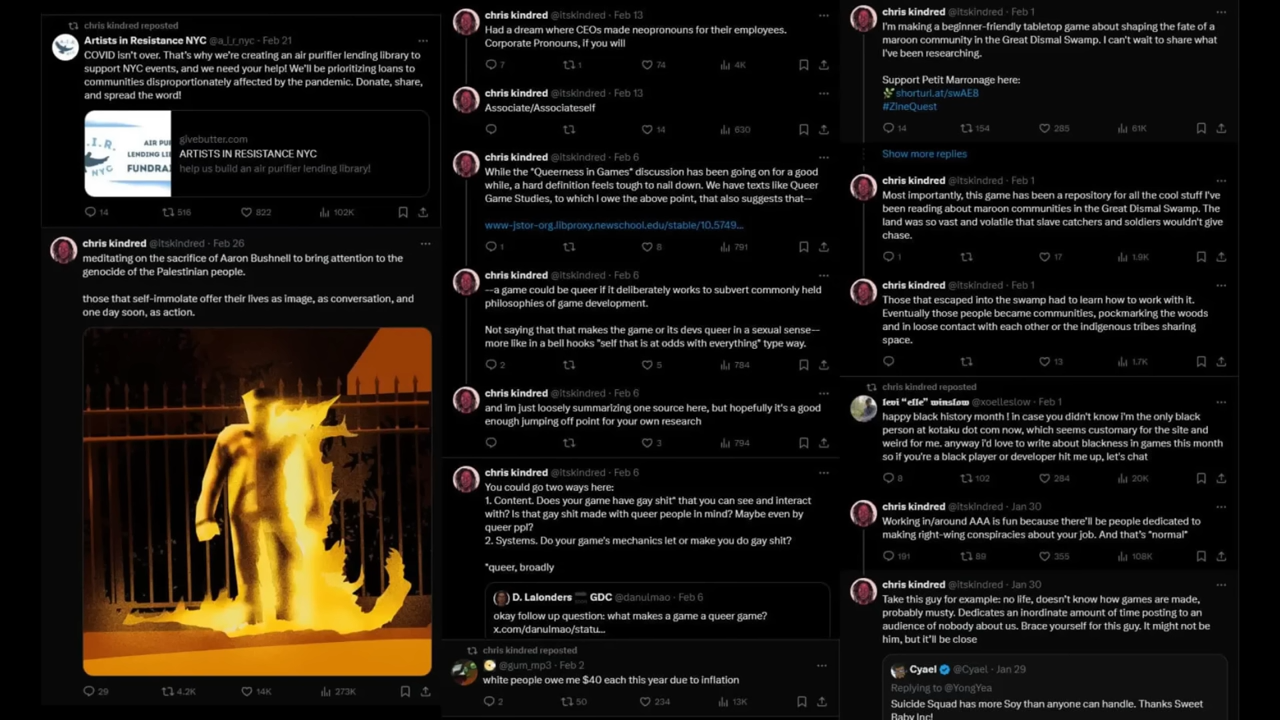 chris kindred reposted
Artists in Resistance NYC @a_i_r_nyc · Feb 21
COVID isn't over. That's why we're creating an air purifier lending library to
support NYC events, and we need your help! We'll be prioritizing loans to
communities disproportionately affected by the pandemic. Donate, share,
and spread the word!
.I.R.
NYC
AIR PUR
LENDING LI
FUNDRA
givebutter.com
ARTISTS IN RESISTANCE NYC
help us build an air purifier lending library!
14 516 822 102K
chris kindred @itskindred · Feb 26
meditating on the sacrifice of Aaron Bushnell to bring attention to the
genocide of the Palestinian people.
those that self-immolate offer their lives as image, as conversation, and
one day soon, as action.
29 4.2K 14K 273K
chris kindred @itskindred · Feb 13
Had a dream where CEOs made neopronouns for their employees.
Corporate Pronouns, if you will
7 1 74 4K
chris kindred @itskindred · Feb 13
Associate/Associateself
14 630
chris kindred @itskindred · Feb 6
While the "Queerness in Games" discussion has been going on for a good
while, a hard definition feels tough to nail down. We have texts like Queer
Game Studies, to which I owe the above point, that also suggests that--
www-jstor-org.libproxy.newschool.edu/stable/10.5749...
1 8 791
chris kindred @itskindred · Feb 6
--a game could be queer if it deliberately works to subvert commonly held
philosophies of game development.
Not saying that that makes the game or its devs queer in a sexual sense--
more like in a bell hooks "self that is at odds with everything" type way.
2 5 784
chris kindred @itskindred · Feb 6
and im just loosely summarizing one source here, but hopefully it's a good
enough jumping off point for your own research
3 794
chris kindred @itskindred · Feb 6
You could go two ways here:
1. Content. Does your game have gay shit* that you can see and interact
with? Is that gay shit made with queer people in mind? Maybe even by
queer ppl?
2. Systems. Do your game's mechanics let or make you do gay shit?
*queer, broadly
D. Lalonders GDC @danulmao · Feb 6
okay follow up question: what makes a game a queer game?
x.com/danulmao/statu...
chris kindred reposted
@gum_mp3 · Feb 2
white people owe me $40 each this year due to inflation
2 50 234 13K
chris kindred @itskindred · Feb 1
I'm making a beginner-friendly tabletop game about shaping the fate of a
maroon community in the Great Dismal Swamp. I can't wait to share what
I've been researching.
Support Petit Marronage here:
shorturl.at/swAE8
#ZineQuest
14 154 285 61K
Show more replies
chris kindred @itskindred · Feb 1
Most importantly, this game has been a repository for all the cool stuff I've
been reading about maroon communities in the Great Dismal Swamp. The
land was so vast and volatile that slave catchers and soldiers wouldn't give
chase.
1 17 1.9K
chris kindred @itskindred · Feb 1
Those that escaped into the swamp had to learn how to work with it.
Eventually those people became communities, pockmarking the woods
and in loose contact with each other or the indigenous tribes sharing
space.
13 1.7K
chris kindred reposted
levi "elle" winslow @xoelleslow · Feb 1
happy black history month ! in case you didn't know i'm the only black
person at kotaku dot com now, which seems customary for the site and
weird for me. anyway i'd love to write about blackness in games this month
so if you're a black player or developer hit me up, let's chat
8 102 284 20K
chris kindred @itskindred · Jan 30
Working in/around AAA is fun because there'll be people dedicated to
making right-wing conspiracies about your job. And that's *normal*
191 89 355 108K
chris kindred @itskindred · Jan 30
Take this guy for example: no life, doesn't know how games are made,
probably musty. Dedicates an inordinate amount of time posting to an
audience of nobody about us. Brace yourself for this guy. It might not be
him, but it'll be close
Cyael @Cyael · Jan 29
Replying to @YongYea
Suicide Squad has more Soy than anyone can handle. Thanks Sweet
Baby Inc!